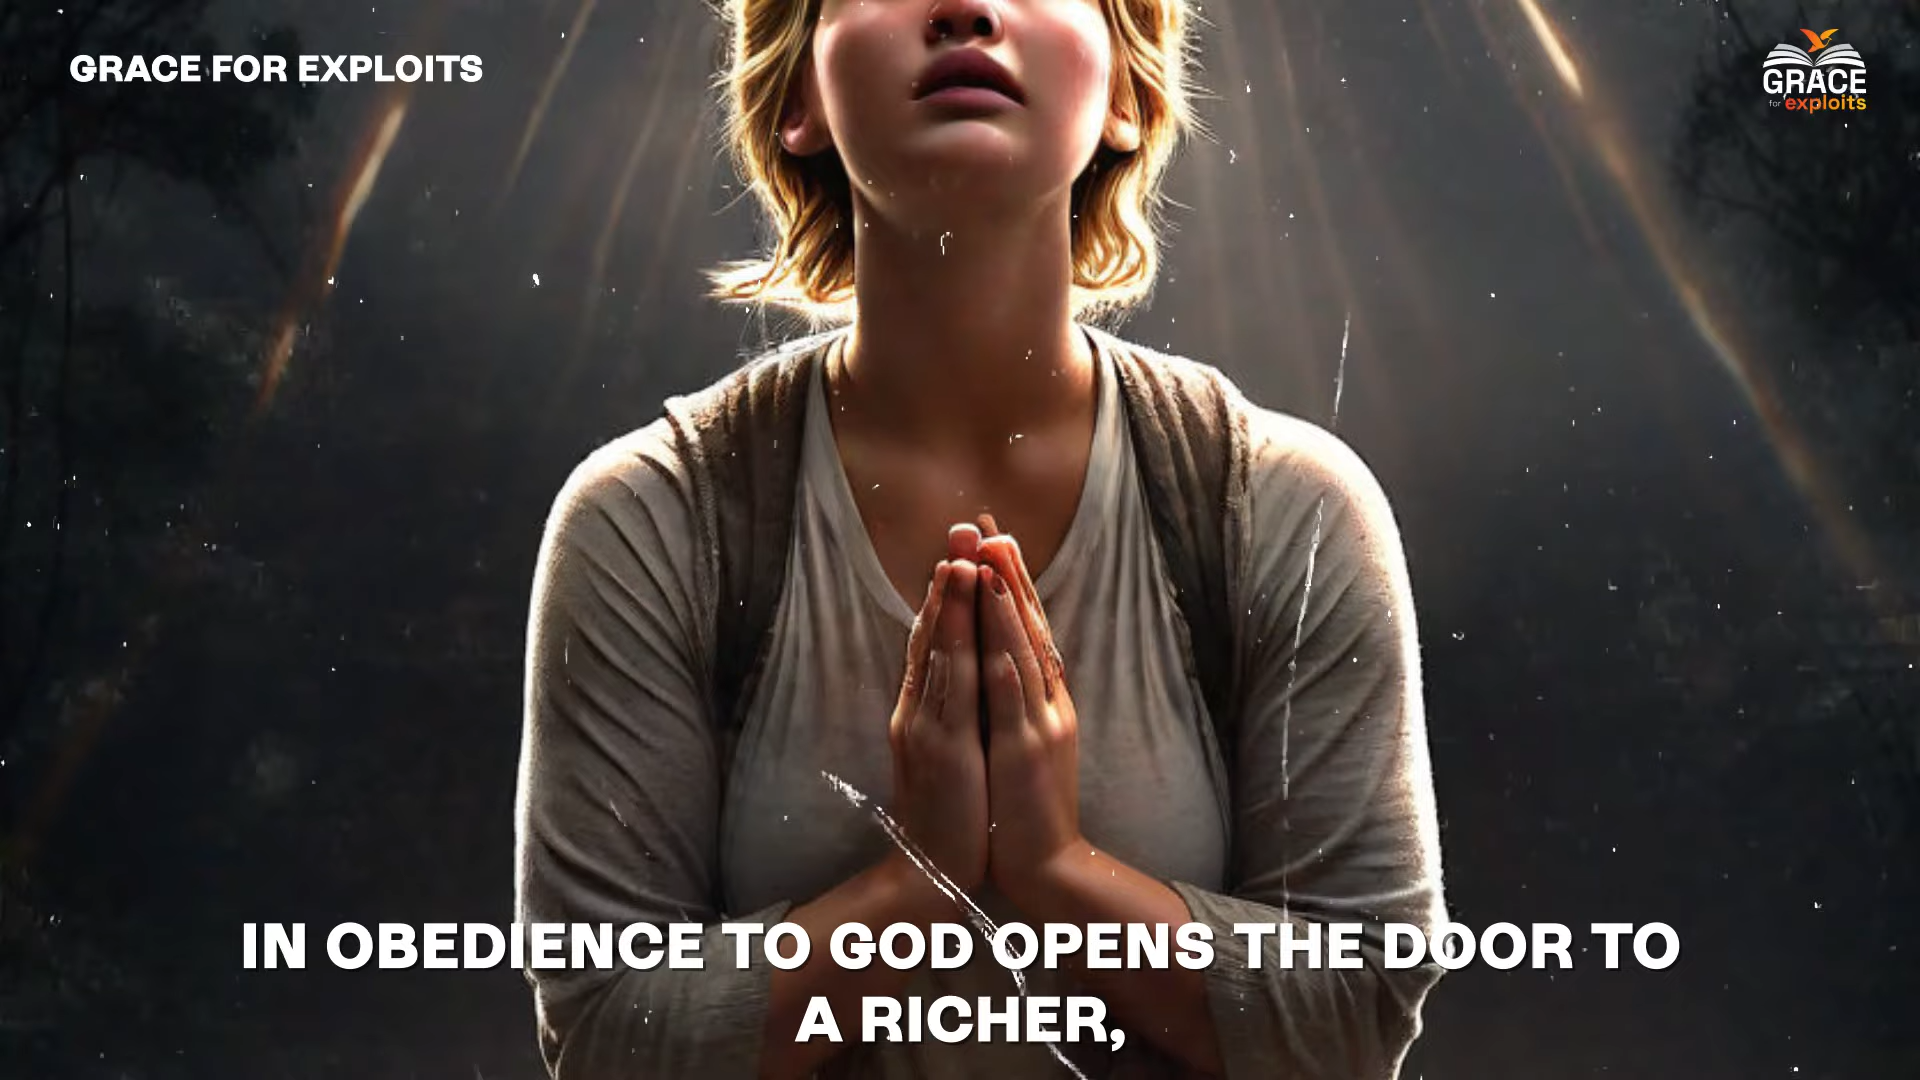 GRACE FOR EXPLOITS
GRACE
for exploits
IN OBEDIENCE TO GOD OPENS THE DOOR TO
A RICHER,